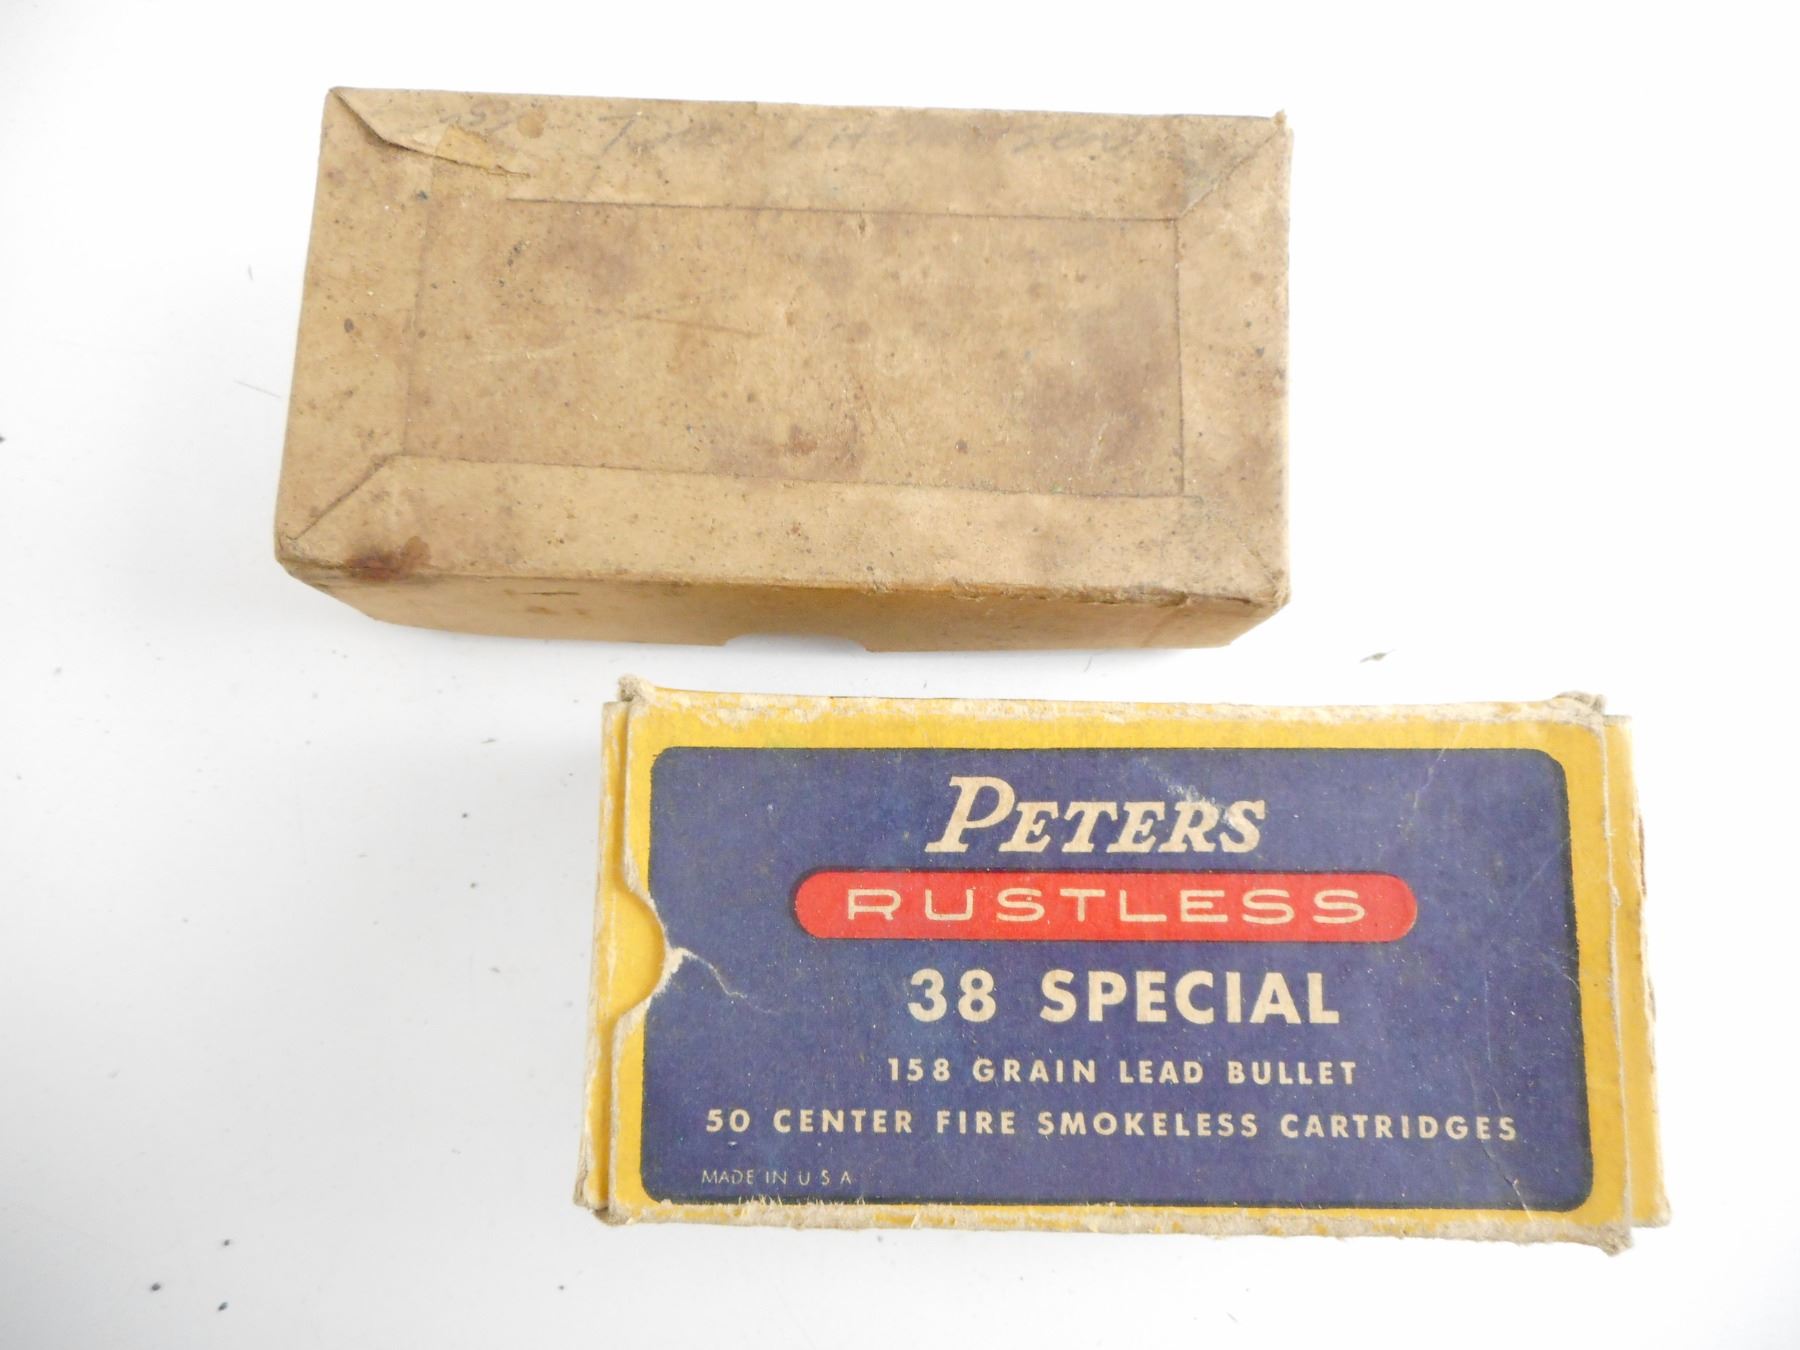 PETERS
RUSTLESS
38 SPECIAL
158 GRAIN LEAD BULLET
50 CENTER FIRE SMOKELESS CARTRIDGES
MADE IN U S A